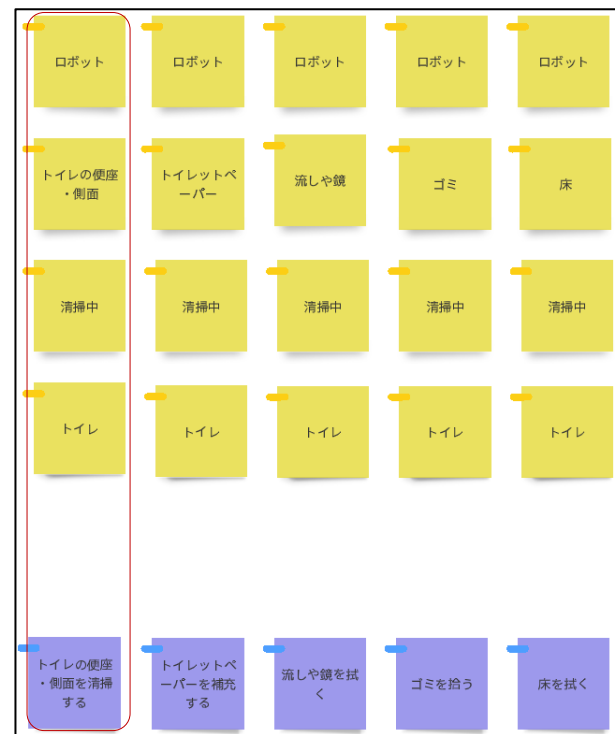 ロボット
ロボット
ロボット
ロボット
ロボット
トイレの便座
・側面
トイレットペ
ーパー
流しや鏡
ゴミ
床
清掃中
清掃中
清掃中
清掃中
清掃中
トイレ
トイレ
トイレ
トイレ
トイレ
トイレの便座
・側面を清掃
する
トイレットペ
ーパーを補充
する
流しや鏡を拭
く
ゴミを拾う
床を拭く